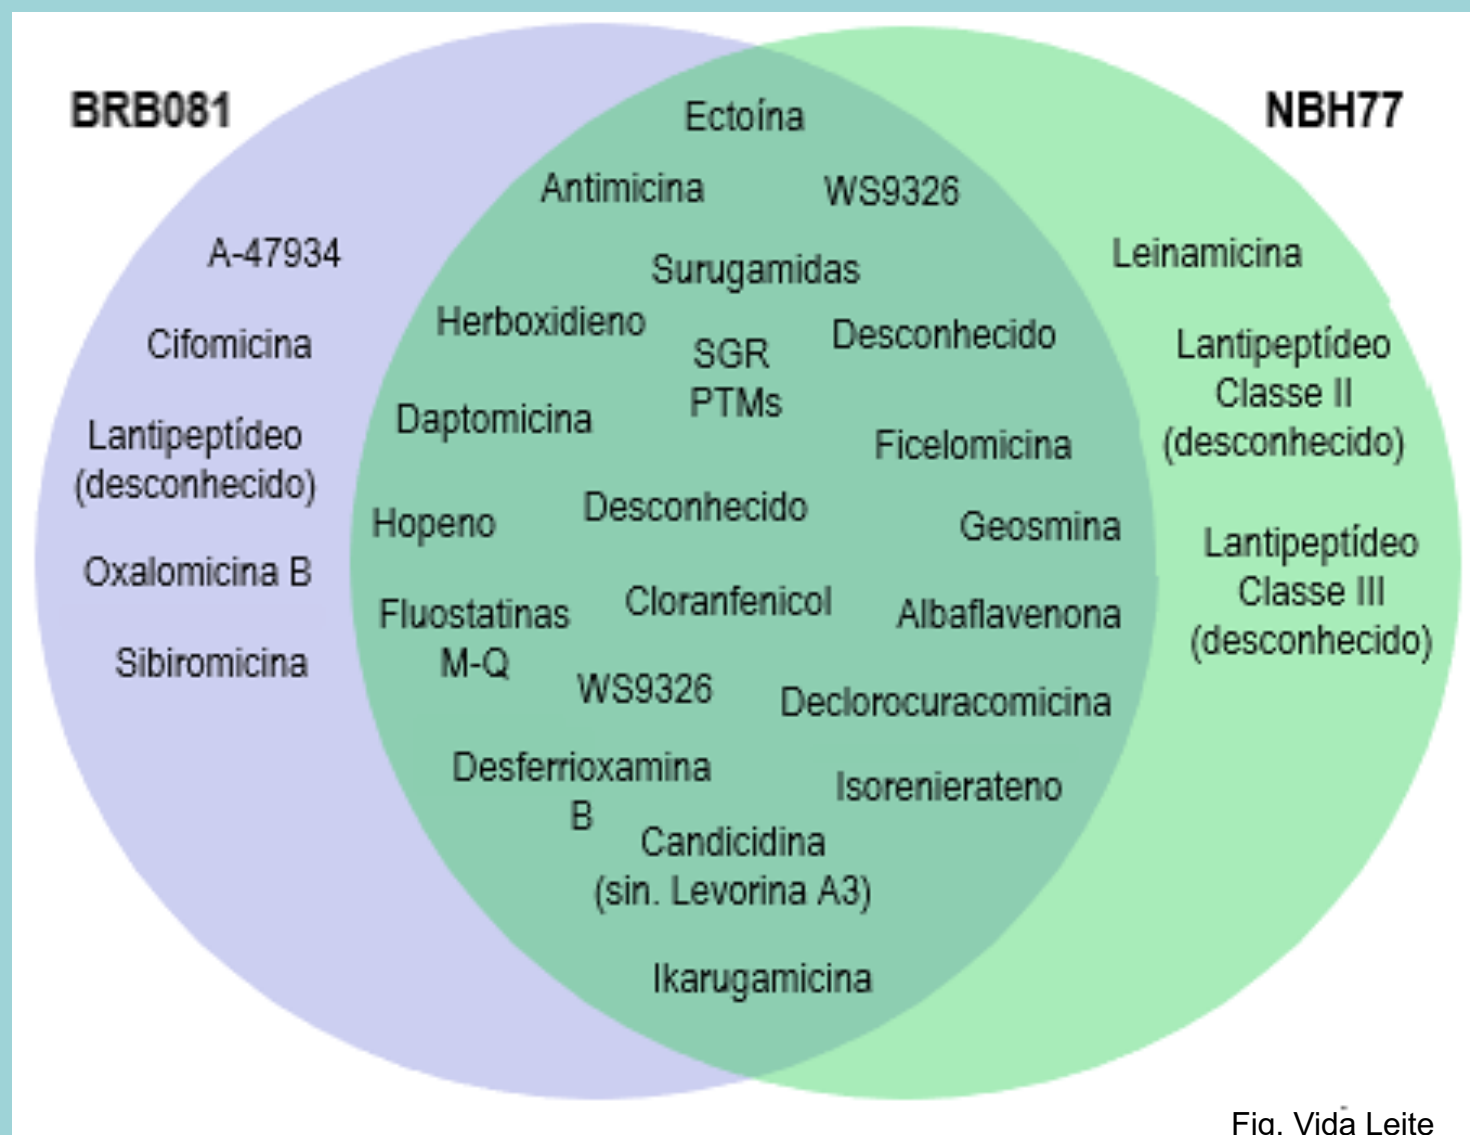 BRB081
NBH77
Ectoína
Antimicina
WS9326
A-47934
Surugamidas
Leinamicina
Herboxidieno
Desconhecido
Cifomicina
SGR
PTMs
Lantipeptídeo
Classe II
(desconhecido)
Daptomicina
Ficelomicina
Lantipeptídeo
(desconhecido)
Hopeno
Desconhecido
Geosmina
Lantipeptídeo
Classe III
(desconhecido)
Oxalomicina B
Fluostatinas
M-Q
Cloranfenicol
Albaflavenona
Sibiromicina
WS9326
Declorocuracomicina
Desferrioxamina
B
Isorenierateno
Candicidina
(sin. Levorina A3)
Ikarugamicina
Fig. Vida Leite